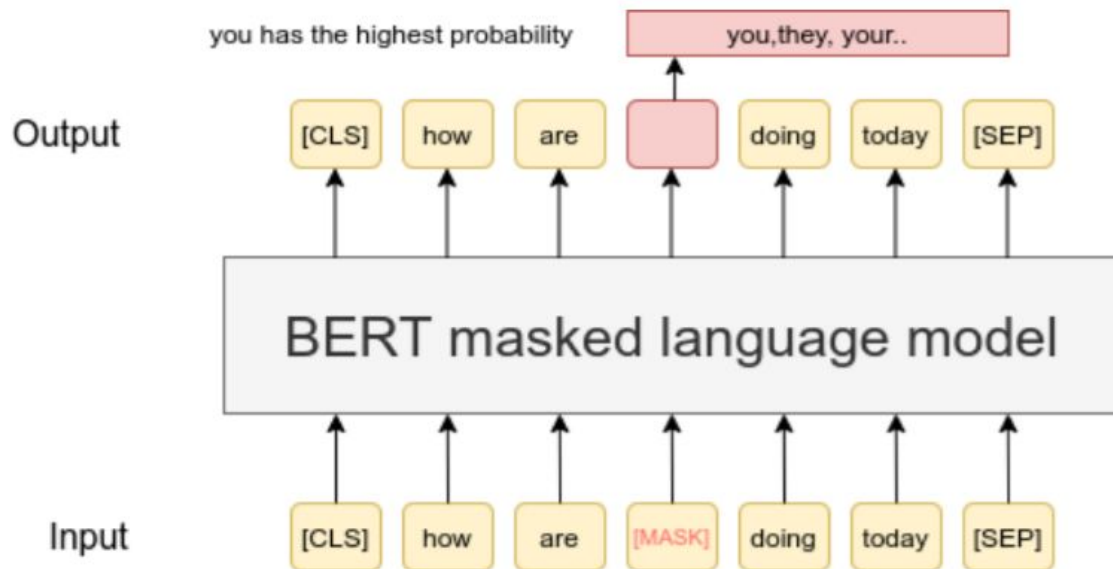 you has the highest probability you,they, your..
Output [CLS] how are doing today [SEP]
BERT masked language model
Input [CLS] how are [MASK] doing today [SEP]